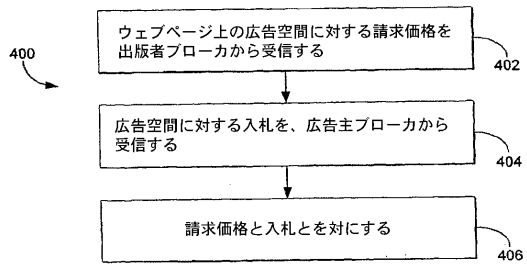 400
ウェブページ上の広告空間に対する請求価格を
出版者ブローカから受信する
402
広告空間に対する入札を、広告主ブローカから
受信する
404
請求価格と入札とを対にする
406